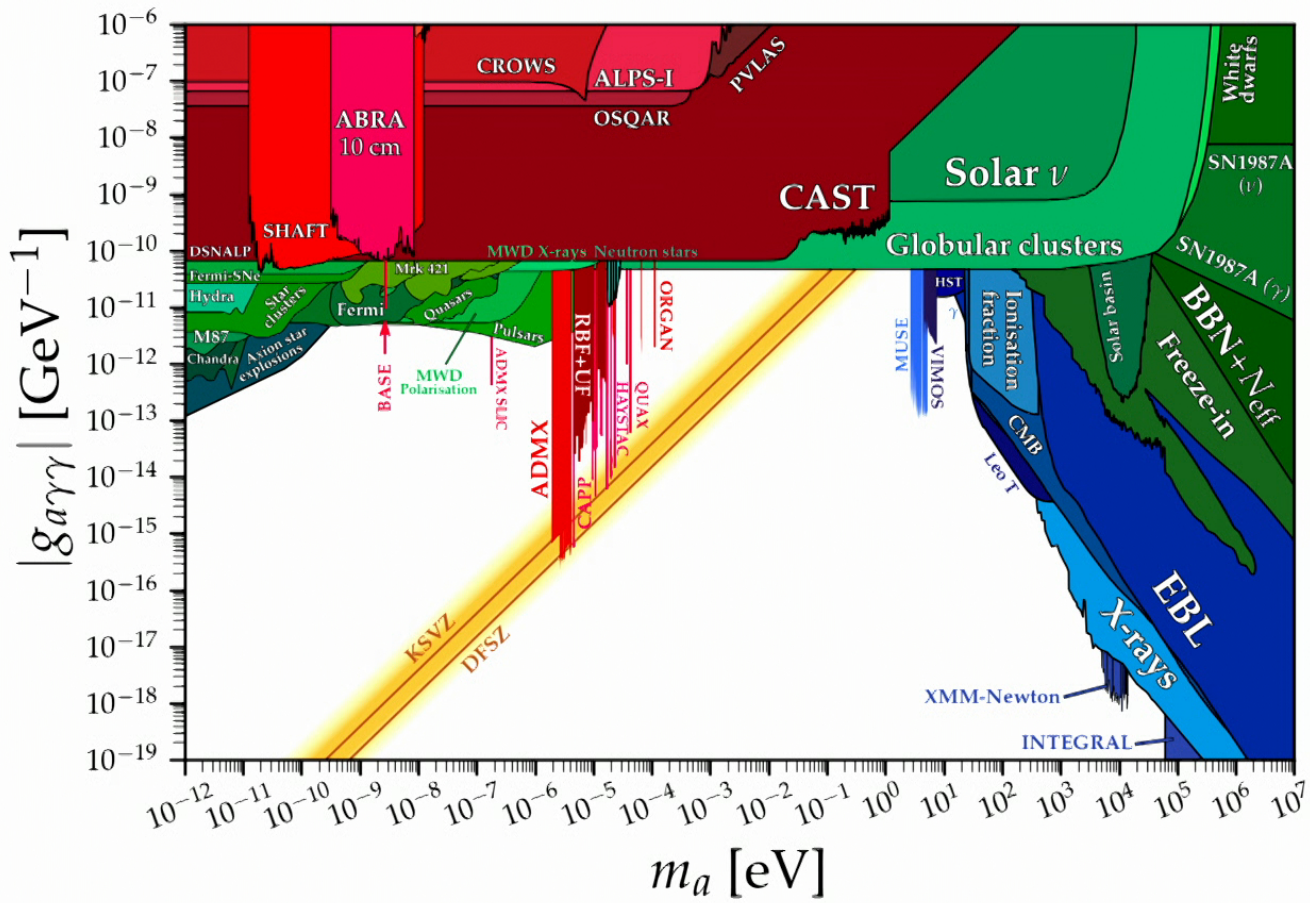 10⁻⁶
10⁻⁷
10⁻⁸
10⁻⁹
10⁻¹⁰
10⁻¹¹
10⁻¹²
10⁻¹³
10⁻¹⁴
10⁻¹⁵
10⁻¹⁶
10⁻¹⁷
10⁻¹⁸
10⁻¹⁹
|gₐγγ| [GeV⁻¹]
CROWS
ALPS-I
PVLAS
OSQAR
ABRA
10 cm
SHAFT
CAST
Solar ν
Globular clusters
White
dwarfs
SN1987A
(ν)
SN1987A (γ)
DSNALP
Fermi-SNe
Hydra
M87
Chandra
Star
clusters
Axion star
explosions
Fermi
Mrk 421
Quasars
Pulsars
MWD X-rays
Neutron stars
BASE
MWD
Polarisation
ADMX SLIC
ADMX
RBF+UF
CAPP
HAYSTAC
QUAX
ORGAN
MUSE
VIMOS
HST
γ
Ionisation
fraction
CMB
Leo T
Solar basin
BBN+N_eff
Freeze-in
EBL
X-rays
XMM-Newton
INTEGRAL
KSVZ
DFSZ
10⁻¹²
10⁻¹¹
10⁻¹⁰
10⁻⁹
10⁻⁸
10⁻⁷
10⁻⁶
10⁻⁵
10⁻⁴
10⁻³
10⁻²
10⁻¹
10⁰
10¹
10²
10³
10⁴
10⁵
10⁶
10⁷
mₐ [eV]